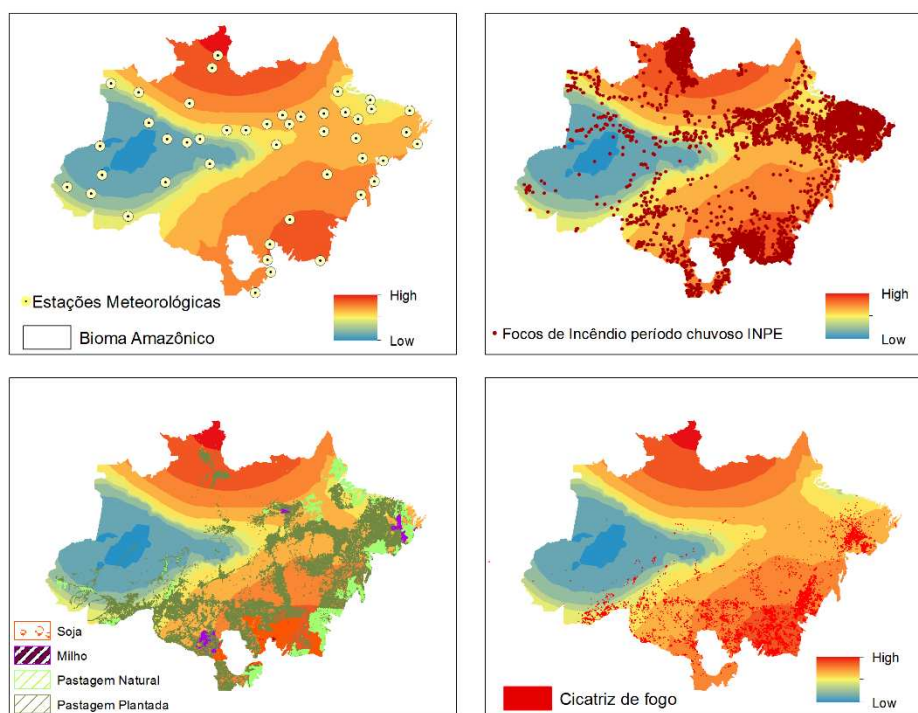 Estações Meteorológicas
Bioma Amazônico
High
Low
Focos de Incêndio período chuvoso INPE
High
Low
Soja
Milho
Pastagem Natural
Pastagem Plantada
Cicatriz de fogo
High
Low